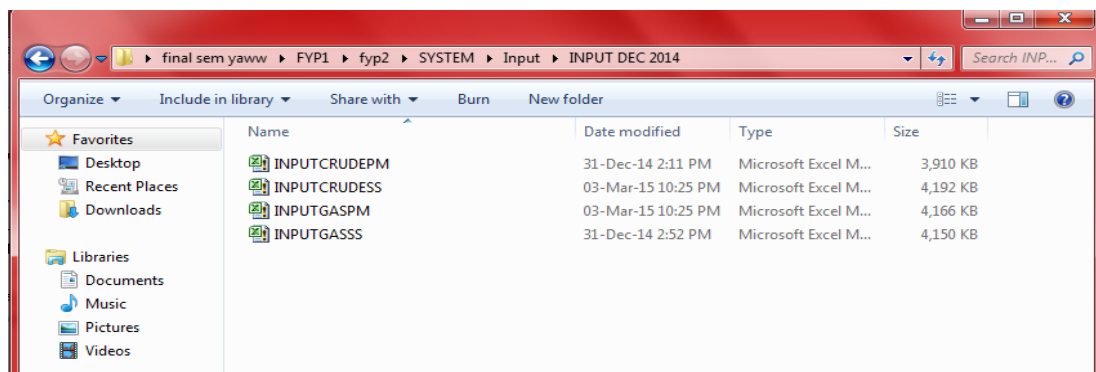 final sem yaww FYP1 fyp2 SYSTEM Input INPUT DEC 2014 Search INP...
Organize Include in library Share with Burn New folder
Favorites
Desktop
Recent Places
Downloads
Libraries
Documents
Music
Pictures
Videos
Name Date modified Type Size
INPUTCRUDEPM 31-Dec-14 2:11 PM Microsoft Excel M... 3,910 KB
INPUTCRUDESS 03-Mar-15 10:25 PM Microsoft Excel M... 4,192 KB
INPUTGASPM 03-Mar-15 10:25 PM Microsoft Excel M... 4,166 KB
INPUTGASSS 31-Dec-14 2:52 PM Microsoft Excel M... 4,150 KB